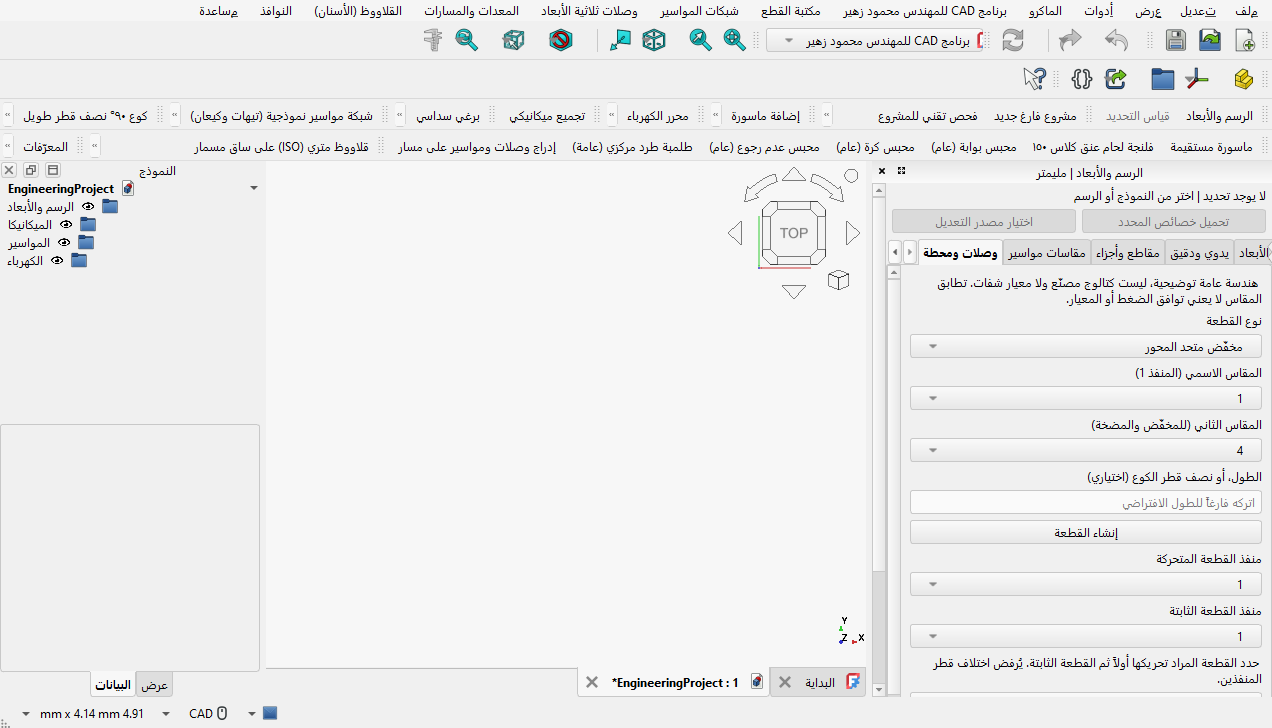 ملف تعديل عرض أدوات الماكرو برنامج CAD للمهندس محمود زهير مكتبة القطع شبكات المواسير وصلات ثلاثية الأبعاد المعدات والمسارات القلاووظ (الأسنان) النوافذ مساعدة
برنامج CAD للمهندس محمود زهير
الرسم والأبعاد قياس التحديد مشروع فارغ جديد فحص تقني للمشروع إضافة ماسورة محرر الكهرباء تجميع ميكانيكي برغي سداسي شبكة مواسير نموذجية (تيهات وكيعان) كوع ٩٠° نصف قطر طويل
ماسورة مستقيمة فلنجة لحام عنق كلاس ١٥٠ محبس بوابة (عام) محبس كرة (عام) محبس عدم رجوع (عام) طلمبة طرد مركزي (عامة) إدراج وصلات ومواسير على مسار قلاووظ متري (ISO) على ساق مسمار المعرّفات
الرسم والأبعاد | مليمتر
لا يوجد تحديد | اختر من النموذج أو الرسم
تحميل خصائص المحدد اختيار مصدر التعديل
الأبعاد يدوي ودقيق مقاطع وأجزاء مقاسات مواسير وصلات ومحطة
هندسة عامة توضيحية، ليست كتالوج مصنّع ولا معيار شفات. تطابق
المقاس لا يعني توافق الضغط أو المعيار.
نوع القطعة
مخفّض متحد المحور
المقاس الاسمي (المنفذ 1)
1
المقاس الثاني (للمخفّض والمضخة)
4
الطول، أو نصف قطر الكوع (اختياري)
اتركه فارغاً للطول الافتراضي
إنشاء القطعة
منفذ القطعة المتحركة
1
منفذ القطعة الثابتة
1
حدد القطعة المراد تحريكها أولاً ثم القطعة الثابتة. يُرفض اختلاف قطر
المنفذين.
TOP
Y
Z X
النموذج
EngineeringProject
الرسم والأبعاد
الميكانيكا
المواسير
الكهرباء
عرض البيانات
البداية
EngineeringProject : 1*
CAD
mm x 4.14 mm 4.91